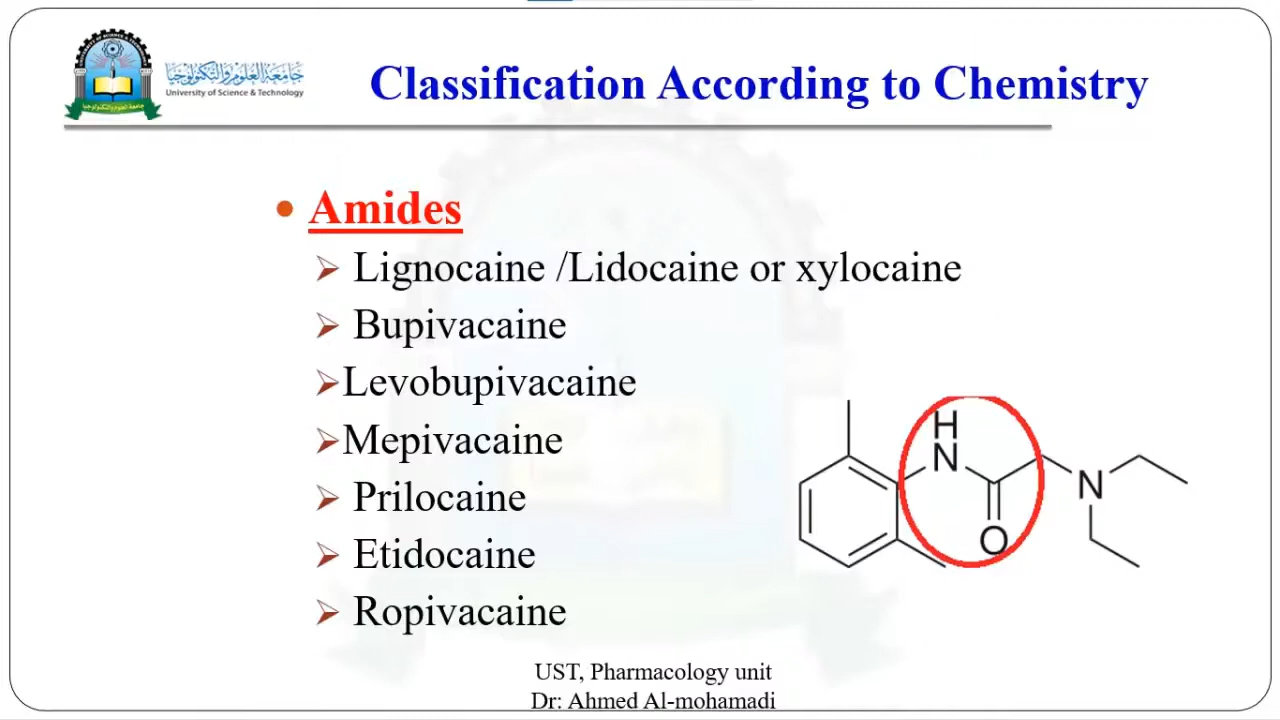 جامعة العلوم والتكنولوجيا
University of Science & Technology
Classification According to Chemistry
Amides
Lignocaine /Lidocaine or xylocaine
Bupivacaine
Levobupivacaine
Mepivacaine
Prilocaine
Etidocaine
Ropivacaine
H
N
N
O
UST, Pharmacology unit
Dr: Ahmed Al-mohamadi